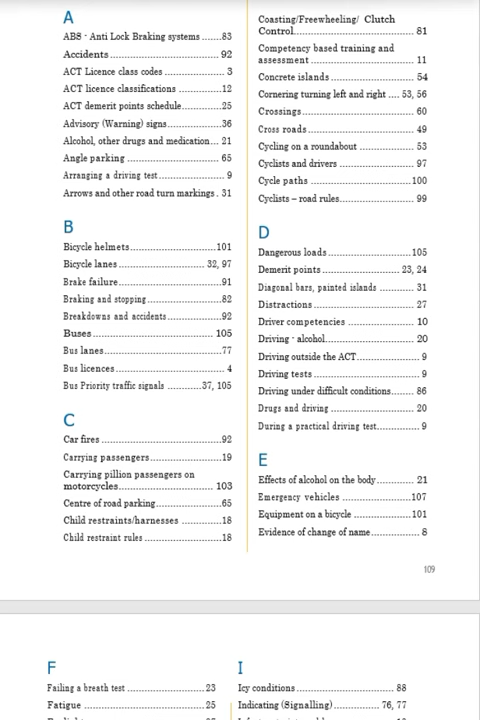 A
ABS - Anti Lock Braking systems .......83
Accidents ........................................ 92
ACT Licence class codes .................... 3
ACT licence classifications ..............12
ACT demerit points schedule.............25
Advisory (Warning) signs..................36
Alcohol, other drugs and medication... 21
Angle parking ................................. 65
Arranging a driving test .................... 9
Arrows and other road turn markings . 31
B
Bicycle helmets..............................101
Bicycle lanes ............................. 32, 97
Brake failure...................................91
Braking and stopping.......................82
Breakdowns and accidents................92
Buses ........................................... 105
Bus lanes........................................77
Bus licences ..................................... 4
Bus Priority traffic signals ............37, 105
C
Car fires .........................................92
Carrying passengers.........................19
Carrying pillion passengers on
motorcycles................................. 103
Centre of road parking.....................65
Child restraints/harnesses ..............18
Child restraint rules .......................18
Coasting/Freewheeling/ Clutch
Control.......................................... 81
Competency based training and
assessment.................................... 11
Concrete islands ............................. 54
Cornering turning left and right .... 53, 56
Crossings ....................................... 60
Cross roads .................................... 49
Cycling on a roundabout .................. 53
Cyclists and drivers ........................ 97
Cycle paths ...................................100
Cyclists – road rules........................ 99
D
Dangerous loads ............................105
Demerit points ........................... 23, 24
Diagonal bars, painted islands ............ 31
Distractions ................................... 27
Driver competencies ....................... 10
Driving - alcohol.............................. 20
Driving outside the ACT.................... 9
Driving tests ................................... 9
Driving under difficult conditions........ 86
Drugs and driving ........................... 20
During a practical driving test.............. 9
E
Effects of alcohol on the body............. 21
Emergency vehicles .......................107
Equipment on a bicycle ...................101
Evidence of change of name................. 8
109
F
Failing a breath test .......................... 23
Fatigue ........................................... 25
I
Icy conditions ................................. 88
Indicating (Signalling)................ 76, 77